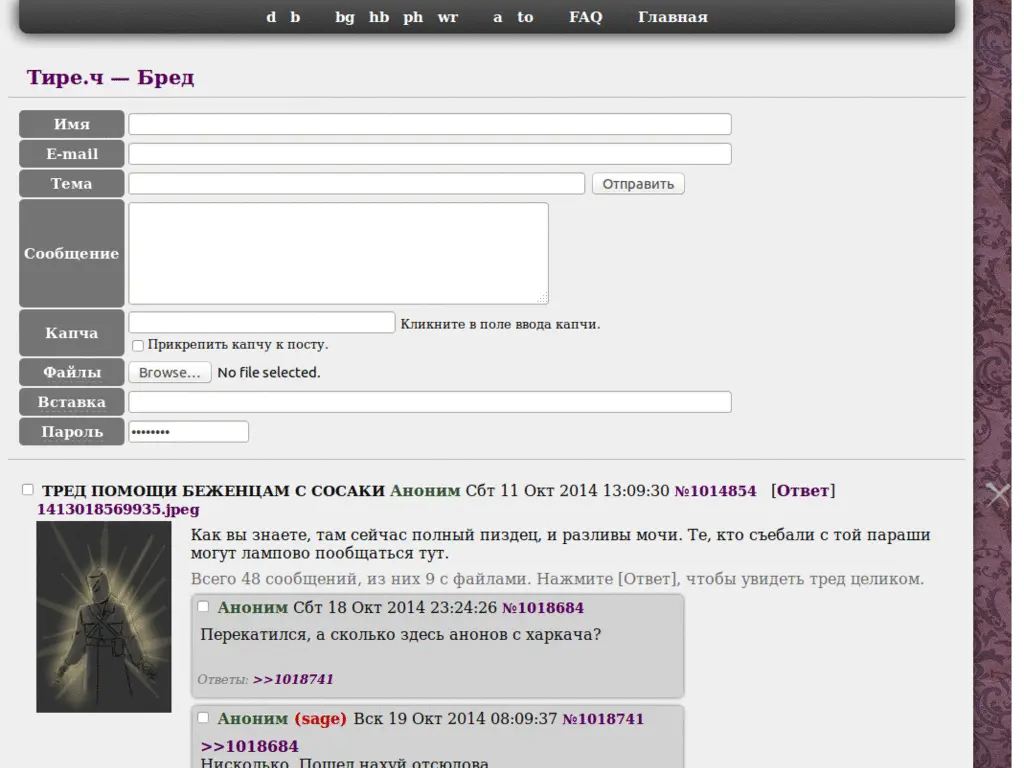 d b bg hb ph wr a to FAQ Главная
Тире.ч — Бред
Имя
E-mail
Тема Отправить
Сообщение
Капча Кликните в поле ввода капчи.
Прикрепить капчу к посту.
Файлы Browse... No file selected.
Вставка
Пароль ••••••••
ТРЕД ПОМОЩИ БЕЖЕНЦАМ С СОСАКИ Аноним Сбт 11 Окт 2014 13:09:30 №1014854 [Ответ]
1413018569935.jpeg
Как вы знаете, там сейчас полный пиздец, и разливы мочи. Те, кто съебали с той параши
могут лампово пообщаться тут.
Всего 48 сообщений, из них 9 с файлами. Нажмите [Ответ], чтобы увидеть тред целиком.
Аноним Сбт 18 Окт 2014 23:24:26 №1018684
Перекатился, а сколько здесь анонов с харкача?
Ответы: >>1018741
Аноним (sage) Вск 19 Окт 2014 08:09:37 №1018741
>>1018684
Нисколько. Пошел нахуй отсюдова